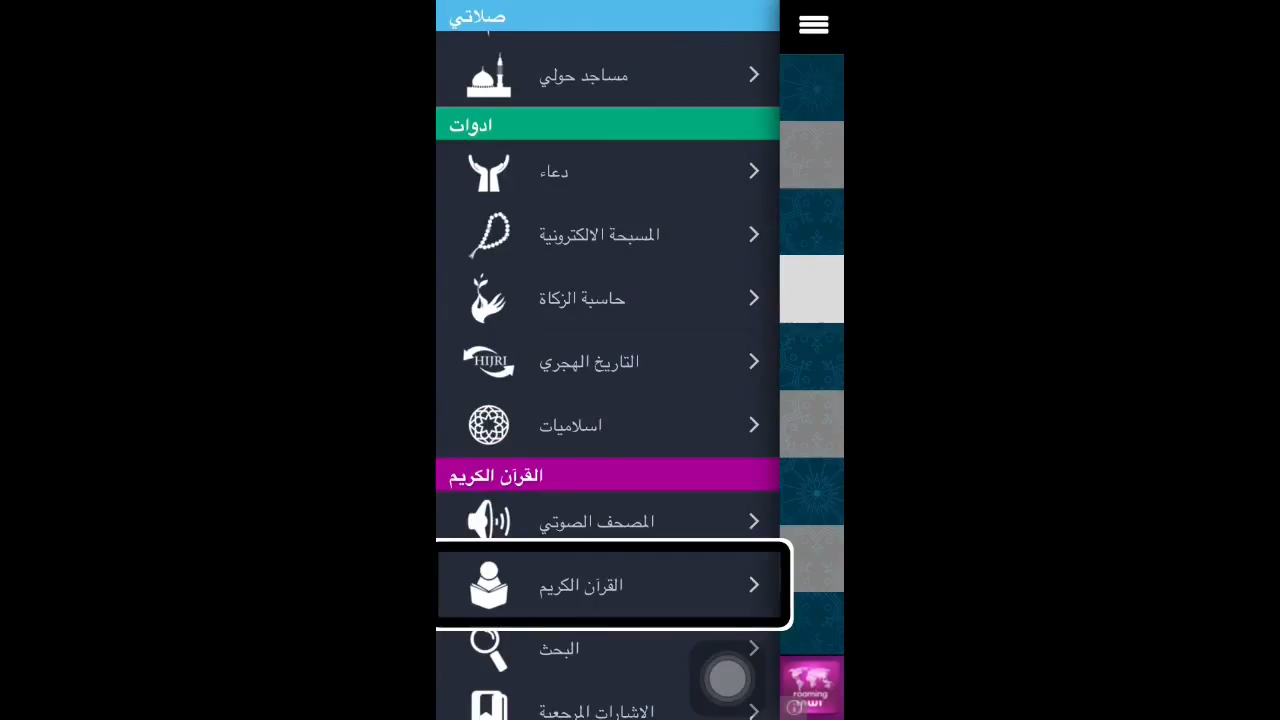 صلاتي
مساجد حولي
ادوات
دعاء
المسبحة الالكترونية
حاسبة الزكاة
HIJRI
التاريخ الهجري
اسلاميات
القرآن الكريم
المصحف الصوتي
القرآن الكريم
البحث
الاشارات المرجعية
roaming